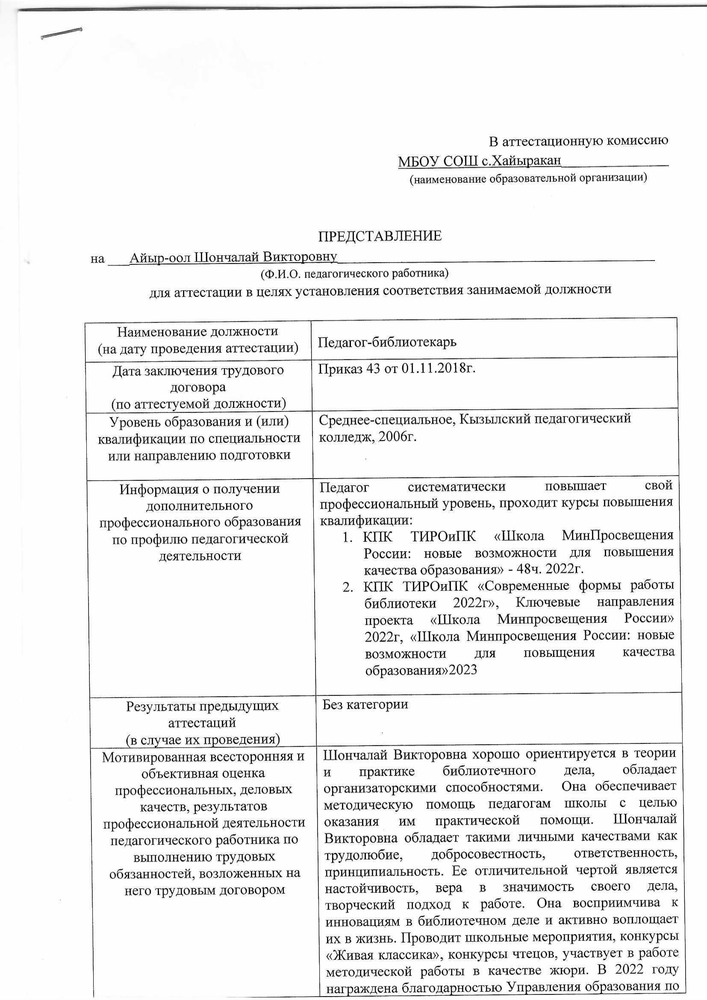 В аттестационную комиссию
МБОУ СОШ с.Хайыракан
(наименование образовательной организации)
ПРЕДСТАВЛЕНИЕ
на ___Айыр-оол Шончалай Викторовну
(Ф.И.О. педагогического работника)
для аттестации в целях установления соответствия занимаемой должности
Наименование должности
(на дату проведения аттестации)
Педагог-библиотекарь
Дата заключения трудового
договора
(по аттестуемой должности)
Приказ 43 от 01.11.2018г.
Уровень образования и (или)
квалификации по специальности
или направлению подготовки
Среднее-специальное, Кызылский педагогический
колледж, 2006г.
Информация о получении
дополнительного
профессионального образования
по профилю педагогической
деятельности
Педагог систематически повышает свой
профессиональный уровень, проходит курсы повышения
квалификации:
1. КПК ТИРОиПК «Школа МинПросвещения
России: новые возможности для повышения
качества образования» - 48ч. 2022г.
2. КПК ТИРОиПК «Современные формы работы
библиотеки 2022г», Ключевые направления
проекта «Школа Минпросвещения России»
2022г, «Школа Минпросвещения России: новые
возможности для повыщения качества
образования»2023
Результаты предыдущих
аттестаций
(в случае их проведения)
Без категории
Мотивированная всесторонняя и
объективная оценка
профессиональных, деловых
качеств, результатов
профессиональной деятельности
педагогического работника по
выполнению трудовых
обязанностей, возложенных на
него трудовым договором
Шончалай Викторовна хорошо ориентируется в теории
и практике библиотечного дела, обладает
организаторскими способностями. Она обеспечивает
методическую помощь педагогам школы с целью
оказания им практической помощи. Шончалай
Викторовна обладает такими личными качествами как
трудолюбие, добросовестность, ответственность,
принципиальность. Ее отличительной чертой является
настойчивость, вера в значимость своего дела,
творческий подход к работе. Она восприимчива к
инновациям в библиотечном деле и активно воплощает
их в жизнь. Проводит школьные мероприятия, конкурсы
«Живая классика», конкурсы чтецов, участвует в работе
методической работы в качестве жюри. В 2022 году
награждена благодарностью Управления образования по